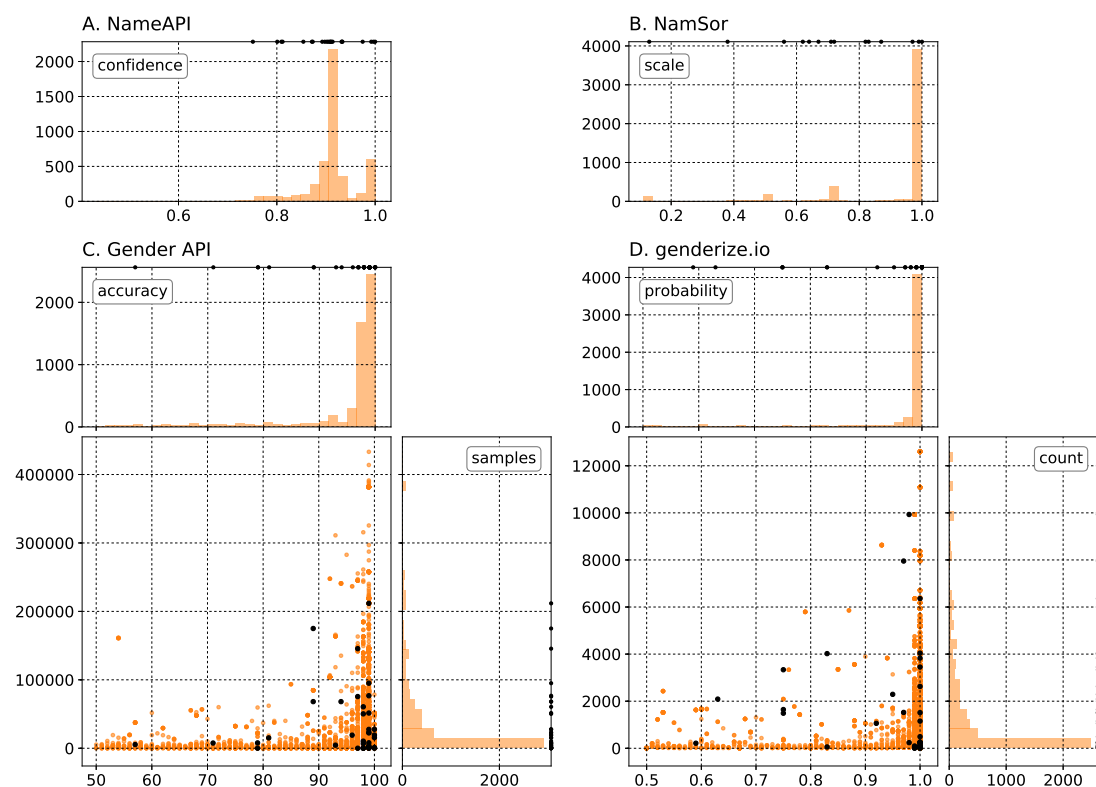 A. NameAPI
confidence
2000
1500
1000
500
0
0.6 0.8 1.0
B. NamSor
scale
4000
3000
2000
1000
0
0.2 0.4 0.6 0.8 1.0
C. Gender API
accuracy
2000
1000
0
samples
400000
300000
200000
100000
0
50 60 70 80 90 100
0 2000
D. genderize.io
probability
4000
3000
2000
1000
0
count
12000
10000
8000
6000
4000
2000
0
0.5 0.6 0.7 0.8 0.9 1.0
0 1000 2000